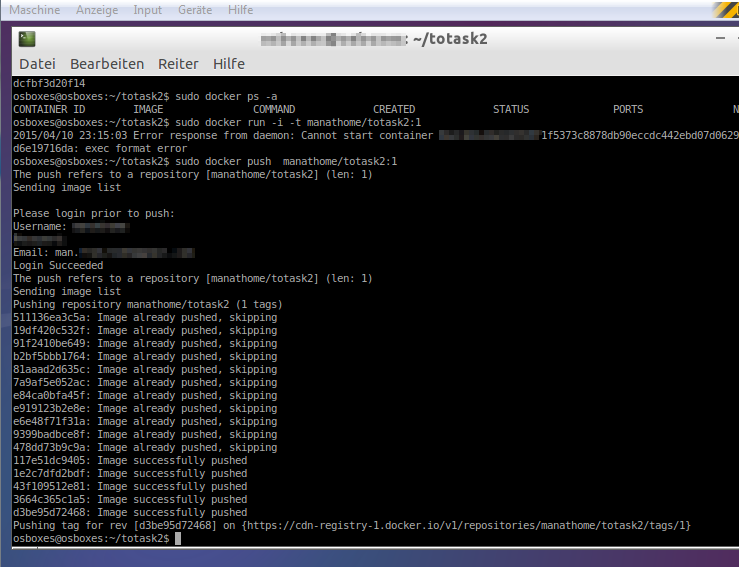 Maschine Anzeige Input Geräte Hilfe
: ~/totask2
Datei Bearbeiten Reiter Hilfe
dcfbf3d20f14
osboxes@osboxes:~/totask2$ sudo docker ps -a
CONTAINER ID IMAGE COMMAND CREATED STATUS PORTS N
osboxes@osboxes:~/totask2$ sudo docker run -i -t manathome/totask2:1
2015/04/10 23:15:03 Error response from daemon: Cannot start container 1f5373c8878db90eccdc442ebd07d0629
d6e19716da: exec format error
osboxes@osboxes:~/totask2$ sudo docker push  manathome/totask2:1
The push refers to a repository [manathome/totask2] (len: 1)
Sending image list
Please login prior to push:
Username:
Email: man.
Login Succeeded
The push refers to a repository [manathome/totask2] (len: 1)
Sending image list
Pushing repository manathome/totask2 (1 tags)
511136ea3c5a: Image already pushed, skipping
19df420c532f: Image already pushed, skipping
91f2410be649: Image already pushed, skipping
b2bf5bbb1764: Image already pushed, skipping
81aaad2d635c: Image already pushed, skipping
7a9af5e052ac: Image already pushed, skipping
e84ca0bfa45f: Image already pushed, skipping
e919123b2e8e: Image already pushed, skipping
e6e48f71f31a: Image already pushed, skipping
9399badbce8f: Image already pushed, skipping
478dd73b9c9a: Image already pushed, skipping
117e51dc9405: Image successfully pushed
1e2c7dfd2bdf: Image successfully pushed
43f109512e81: Image successfully pushed
3664c365c1a5: Image successfully pushed
d3be95d72468: Image successfully pushed
Pushing tag for rev [d3be95d72468] on {https://cdn-registry-1.docker.io/v1/repositories/manathome/totask2/tags/1}
osboxes@osboxes:~/totask2$